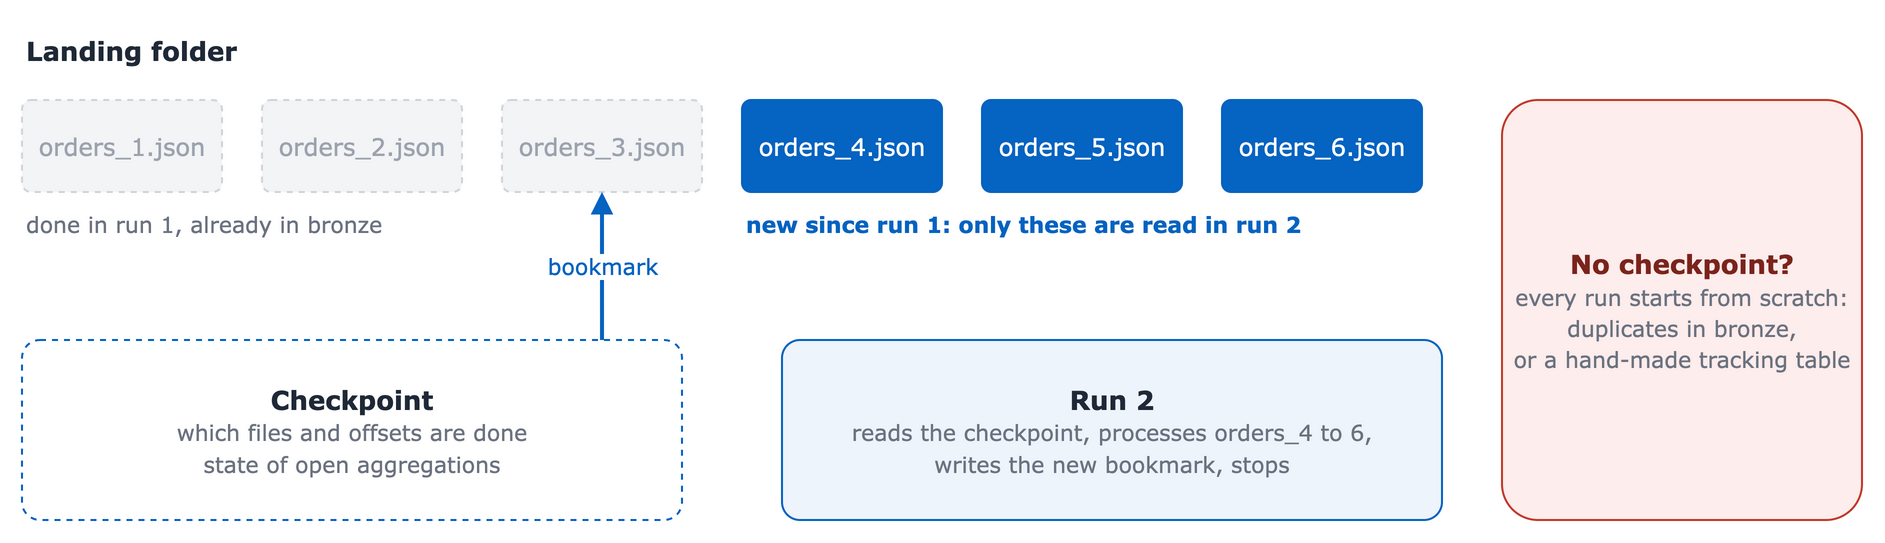 Landing folder
orders_1.json
orders_2.json
orders_3.json
orders_4.json
orders_5.json
orders_6.json
done in run 1, already in bronze
new since run 1: only these are read in run 2
bookmark
Checkpoint
which files and offsets are done
state of open aggregations
Run 2
reads the checkpoint, processes orders_4 to 6,
writes the new bookmark, stops
No checkpoint?
every run starts from scratch:
duplicates in bronze,
or a hand-made tracking table